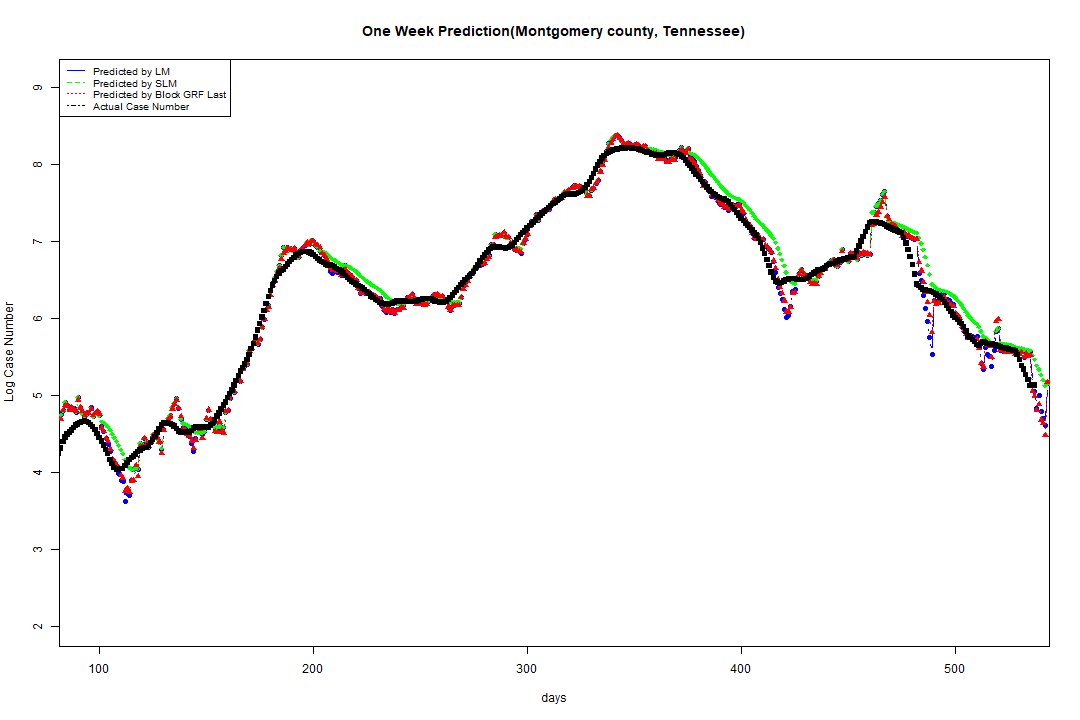 One Week Prediction(Montgomery county, Tennessee)
Predicted by LM
Predicted by SLM
Predicted by Block GRF Last
Actual Case Number
9
8
7
6
5
4
3
2
Log Case Number
100 200 300 400 500
days